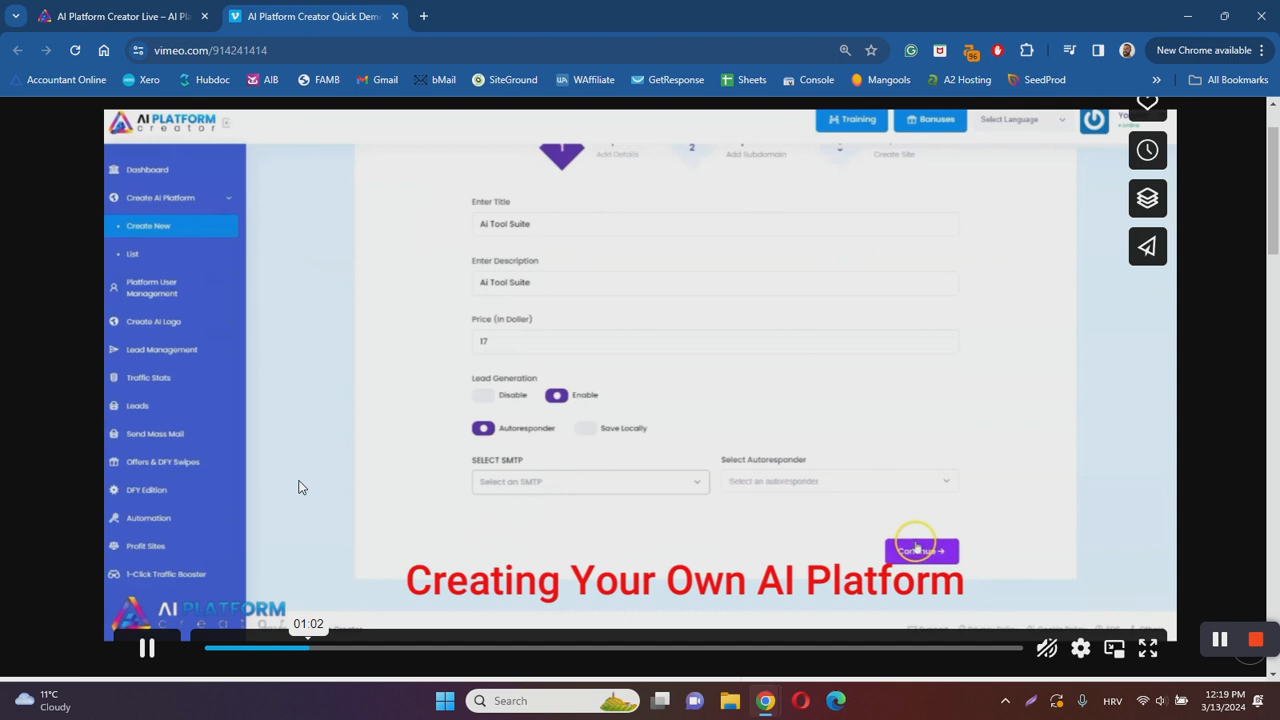 AI Platform Creator Live – AI Pl
AI Platform Creator Quick Dem
vimeo.com/914241414
New Chrome available
96
Accountant Online
Xero
Hubdoc
AIB
FAMB
Gmail
bMail
SiteGround
WAffiliate
GetResponse
Sheets
Console
Mangools
A2 Hosting
SeedProd
All Bookmarks
AI PLATFORM
creator
Training
Bonuses
Select Language
Dashboard
Create AI Platform
Create New
List
Platform User
Management
Create AI Logo
Lead Management
Traffic Stats
Leads
Send Mass Mail
Offers & DFY Swipes
DFY Edition
Automation
Profit Sites
1-Click Traffic Booster
1
2
Add Details
Add Subdomain
Create Site
Enter Title
Ai Tool Suite
Enter Description
Ai Tool Suite
Price (In Doller)
17
Lead Generation
Disable
Enable
Autoresponder
Save Locally
SELECT SMTP
Select Autoresponder
Select an SMTP
Select an autoresponder
Continue →
Creating Your Own AI Platform
AI PLATFORM
01:02
11°C
Cloudy
Search
HRV
12:19 PM
3/13/2024